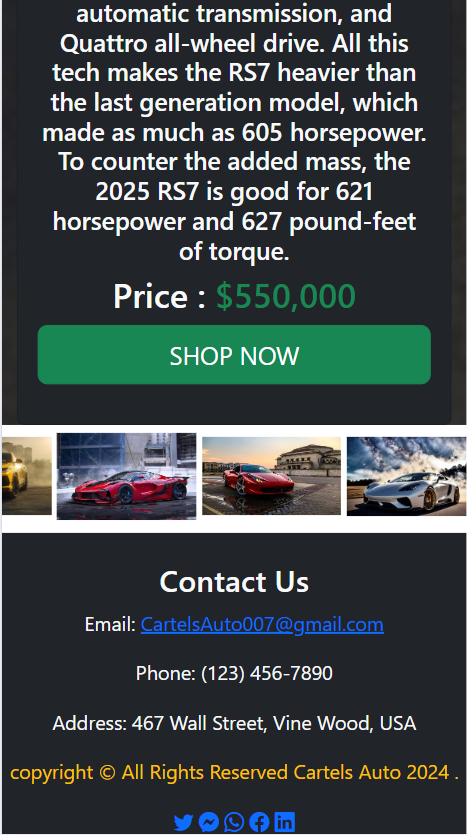 automatic transmission, and
Quattro all-wheel drive. All this
tech makes the RS7 heavier than
the last generation model, which
made as much as 605 horsepower.
To counter the added mass, the
2025 RS7 is good for 621
horsepower and 627 pound-feet
of torque.
Price : $550,000
SHOP NOW
Contact Us
Email: CartelsAuto007@gmail.com
Phone: (123) 456-7890
Address: 467 Wall Street, Vine Wood, USA
copyright © All Rights Reserved Cartels Auto 2024 .